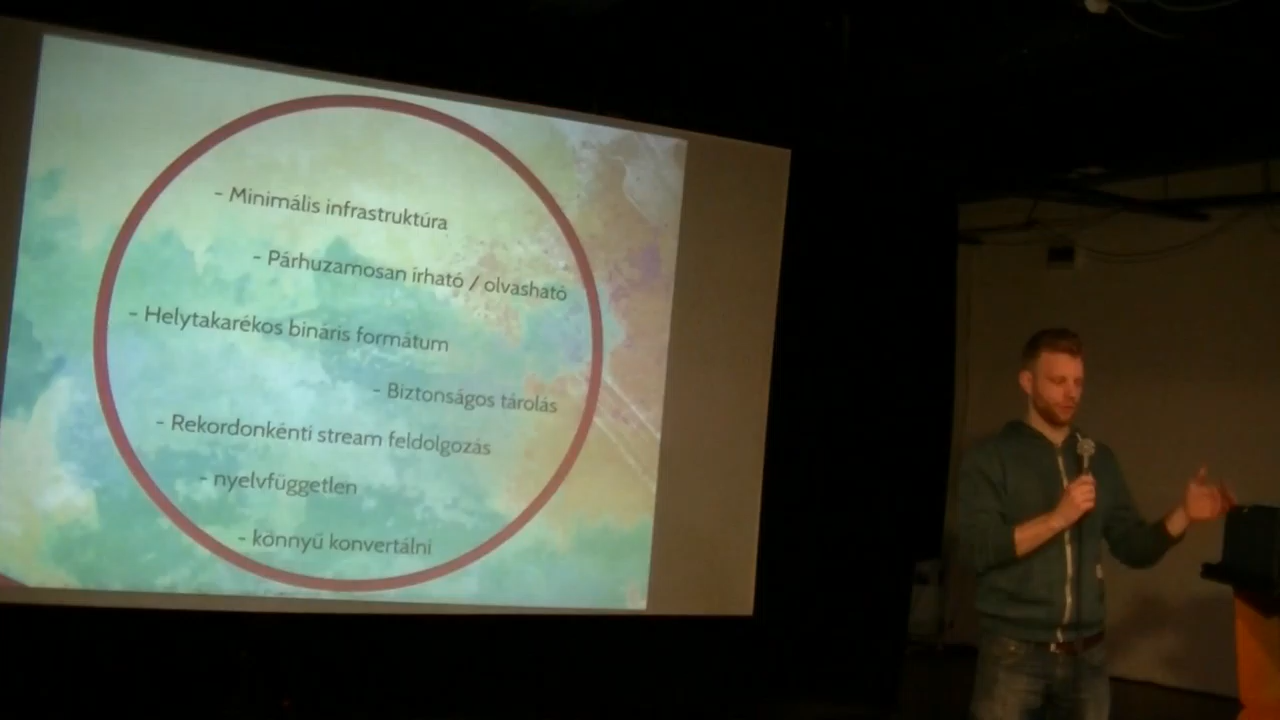 - Minimális infrastruktúra
- Párhuzamosan írható / olvasható
- Helytakarékos bináris formátum
- Biztonságos tárolás
- Rekordonkénti stream feldolgozás
- nyelvfüggetlen
- könnyű konvertálni